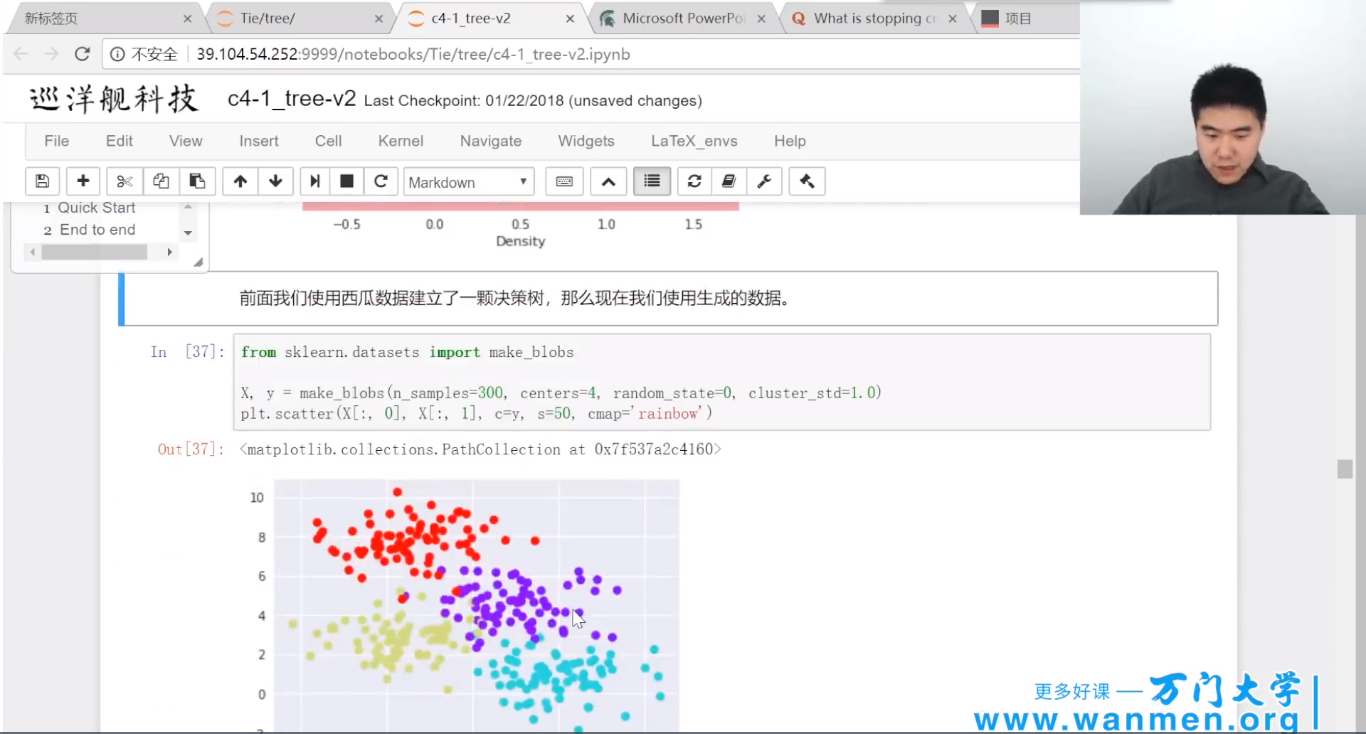 新标签页
Tie/tree/
c4-1_tree-v2
Microsoft PowerPoi
What is stopping cr
项目
不安全
39.104.54.252:9999/notebooks/Tie/tree/c4-1_tree-v2.ipynb
巡洋舰科技
c4-1_tree-v2 Last Checkpoint: 01/22/2018 (unsaved changes)
File Edit View Insert Cell Kernel Navigate Widgets LaTeX_envs Help
Markdown
1 Quick Start
2 End to end
−0.5 0.0 0.5 1.0 1.5
Density
前面我们使用西瓜数据建立了一颗决策树，那么现在我们使用生成的数据。
In [37]:
from sklearn.datasets import make_blobs
X, y = make_blobs(n_samples=300, centers=4, random_state=0, cluster_std=1.0)
plt.scatter(X[:, 0], X[:, 1], c=y, s=50, cmap='rainbow')
Out[37]:
<matplotlib.collections.PathCollection at 0x7f537a2c4160>
10
8
6
4
2
0
更多好课 — 万门大学
www.wanmen.org